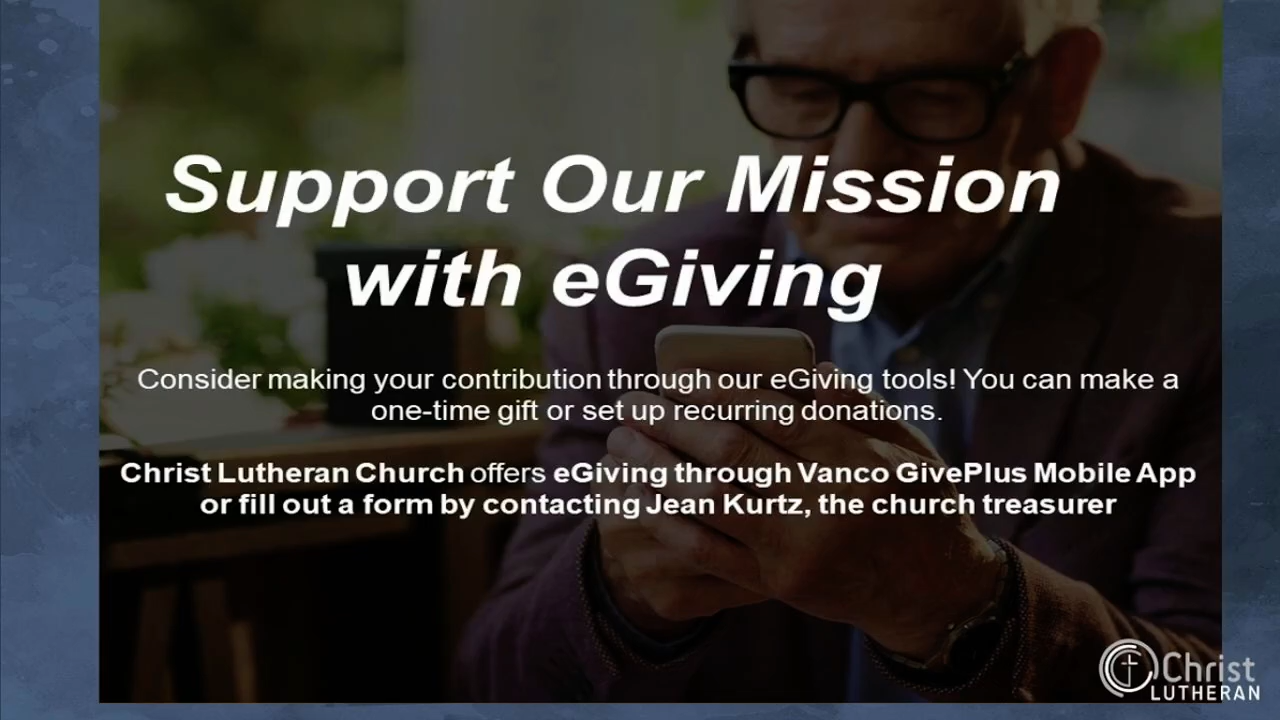 Support Our Mission
with eGiving
Consider making your contribution through our eGiving tools! You can make a
one-time gift or set up recurring donations.
Christ Lutheran Church offers eGiving through Vanco GivePlus Mobile App
or fill out a form by contacting Jean Kurtz, the church treasurer
Christ
LUTHERAN